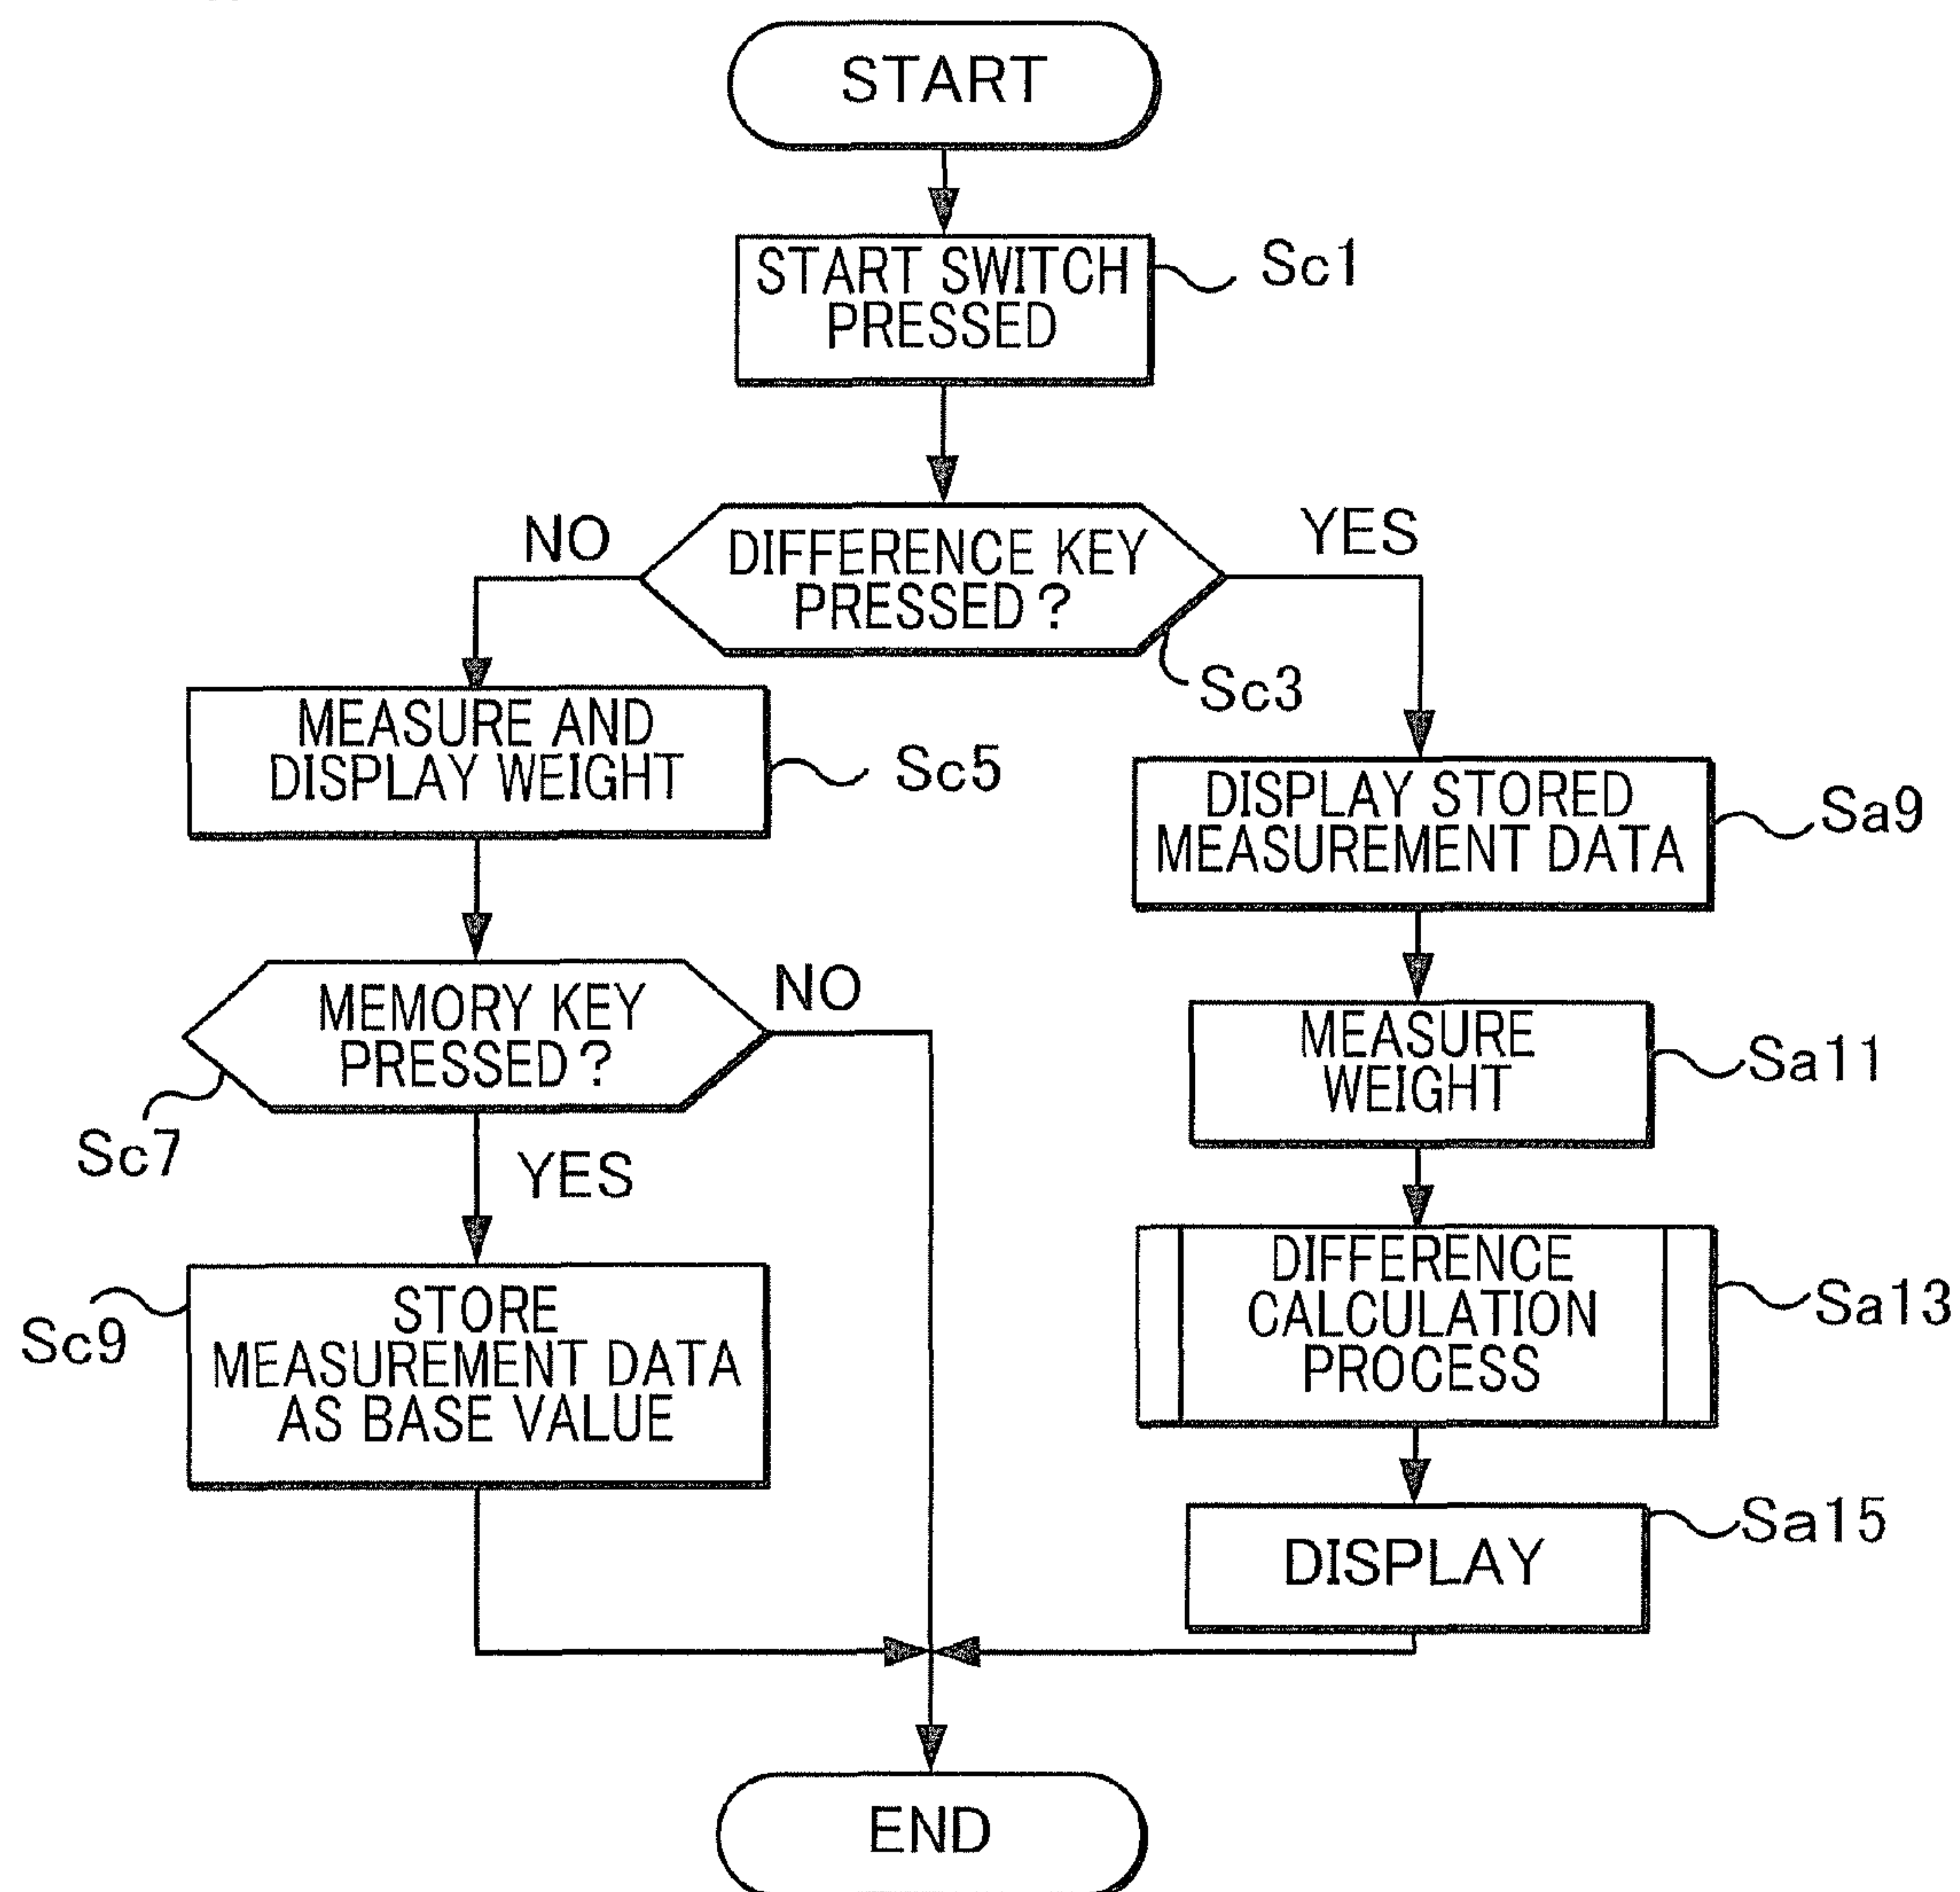 START
START SWITCH
PRESSED
Sc1
NO
DIFFERENCE KEY
PRESSED?
YES
Sc3
MEASURE AND
DISPLAY WEIGHT
Sc5
DISPLAY STORED
MEASUREMENT DATA
Sa9
MEMORY KEY
PRESSED?
NO
Sc7
YES
MEASURE
WEIGHT
Sa11
STORE
MEASUREMENT DATA
AS BASE VALUE
Sc9
DIFFERENCE
CALCULATION
PROCESS
Sa13
DISPLAY
Sa15
END